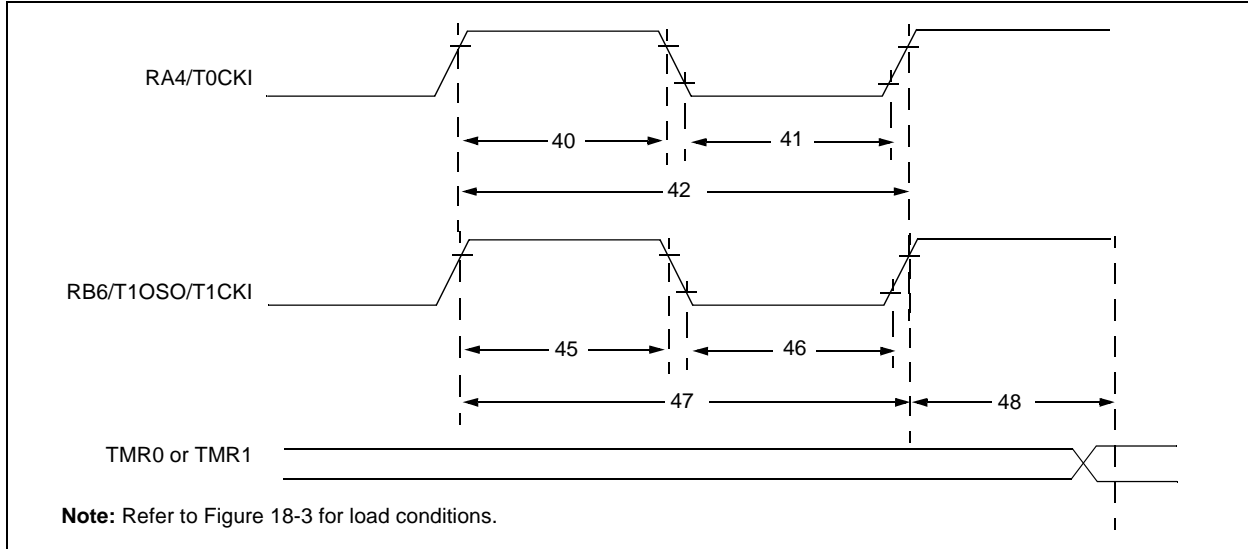 RA4/T0CKI
40
41
42
RB6/T1OSO/T1CKI
45
46
47
48
TMR0 or TMR1
Note: Refer to Figure 18-3 for load conditions.